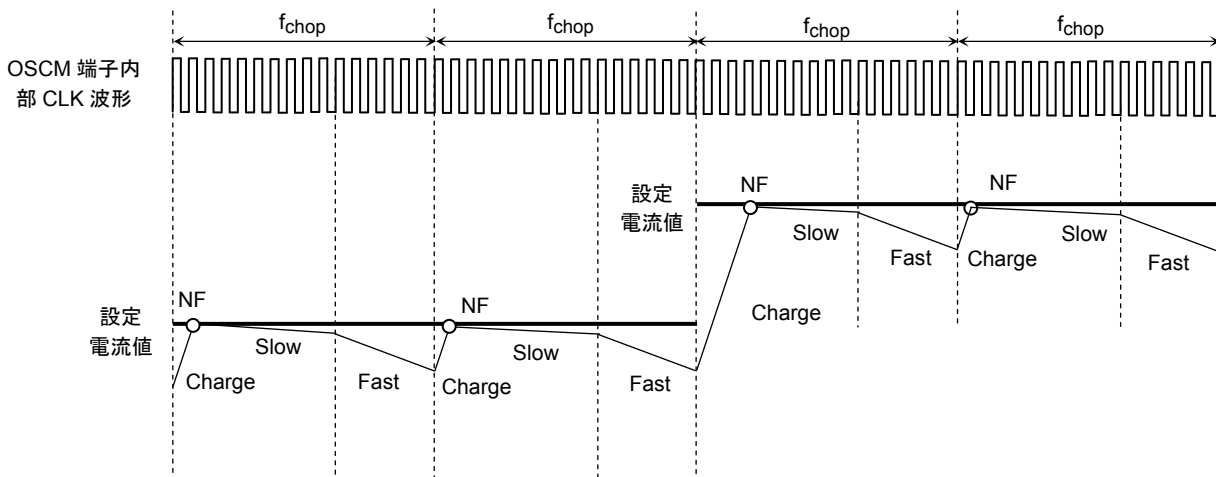 fchop
fchop
fchop
fchop
OSCM 端子内
部 CLK 波形
設定
電流値
NF
NF
Slow
Slow
Fast
Charge
Fast
Charge
設定
電流値
NF
NF
Slow
Slow
Charge
Fast
Charge
Fast